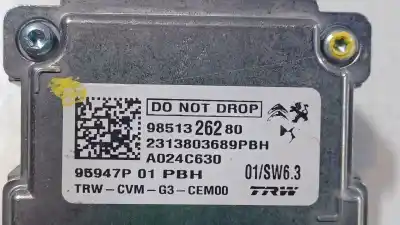 DO NOT DROP
98513 262 80
2313803689PBH
A024C630
95947P 01 PBH 01/SW6.3
TRW-CVM-G3-CEM00 TRW